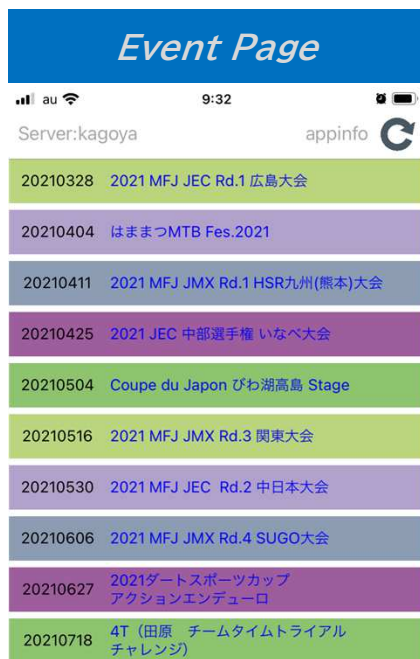 Event Page
au 9:32
Server:kagoya appinfo
20210328 2021 MFJ JEC Rd.1 広島大会
20210404 はままつMTB Fes.2021
20210411 2021 MFJ JMX Rd.1 HSR九州(熊本)大会
20210425 2021 JEC 中部選手権 いなべ大会
20210504 Coupe du Japon びわ湖高島 Stage
20210516 2021 MFJ JMX Rd.3 関東大会
20210530 2021 MFJ JEC Rd.2 中日本大会
20210606 2021 MFJ JMX Rd.4 SUGO大会
20210627 2021ダートスポーツカップ
アクションエンデューロ
20210718 4T（田原　チームタイムトライアル
チャレンジ）